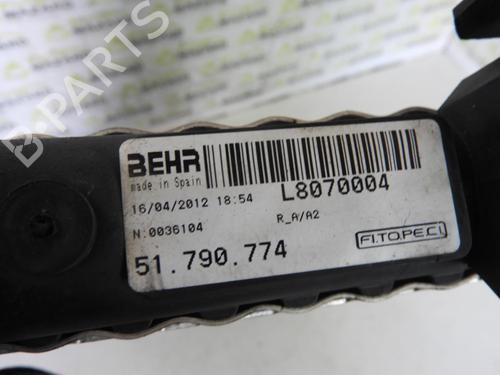 BEHR
made in Spain
16/04/2012 18:54
L8070004
N:0036104
R_A/A2
51.790.774
F.I.TO.PE.CI.
B-PARTS